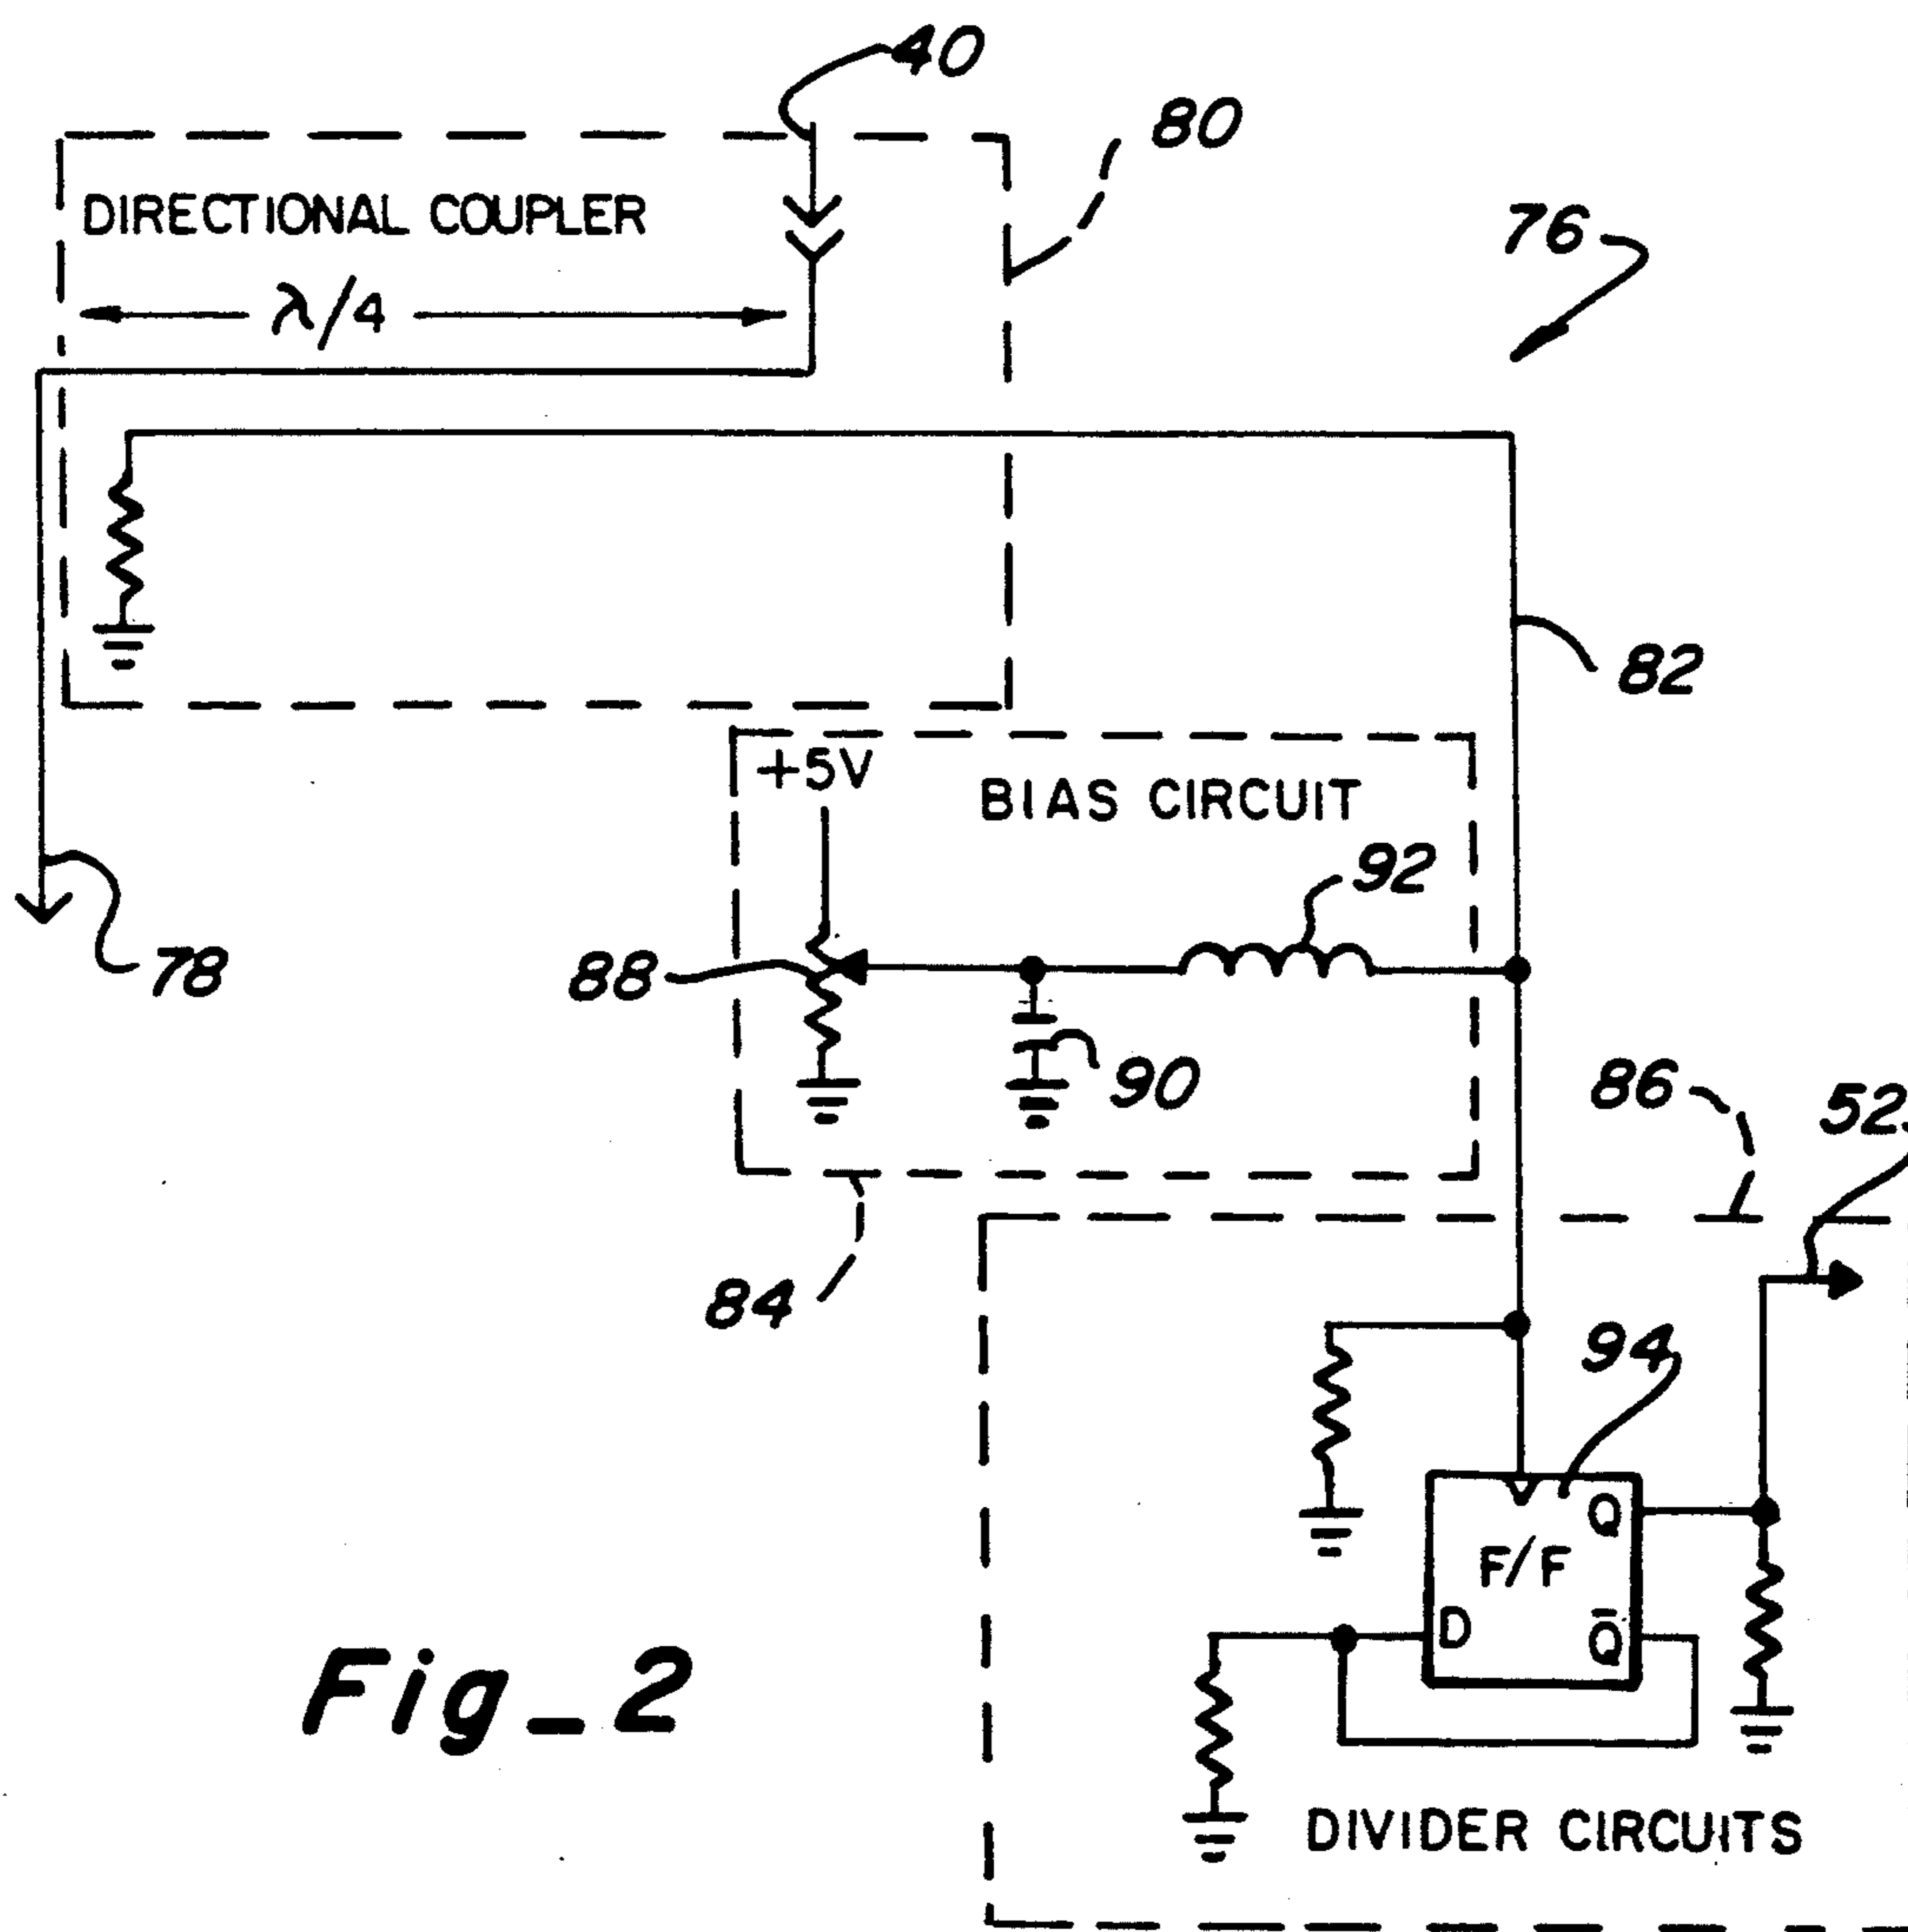 40
80
DIRECTIONAL COUPLER
76
λ/4
82
+5V
BIAS CIRCUIT
92
78
88
90
86
52
84
94
Q
F/F
D
Q̅
Fig_2
DIVIDER CIRCUITS